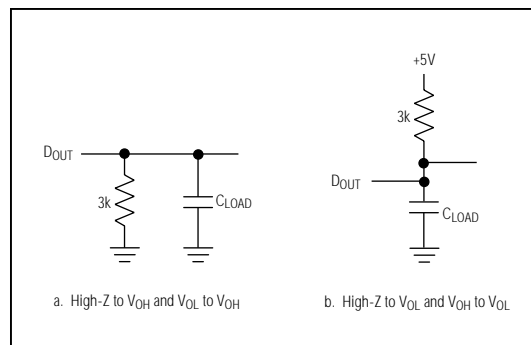 +5V
3k
DOUT
DOUT
3k
CLOAD
CLOAD
a. High-Z to VOH and VOL to VOH
b. High-Z to VOL and VOH to VOL